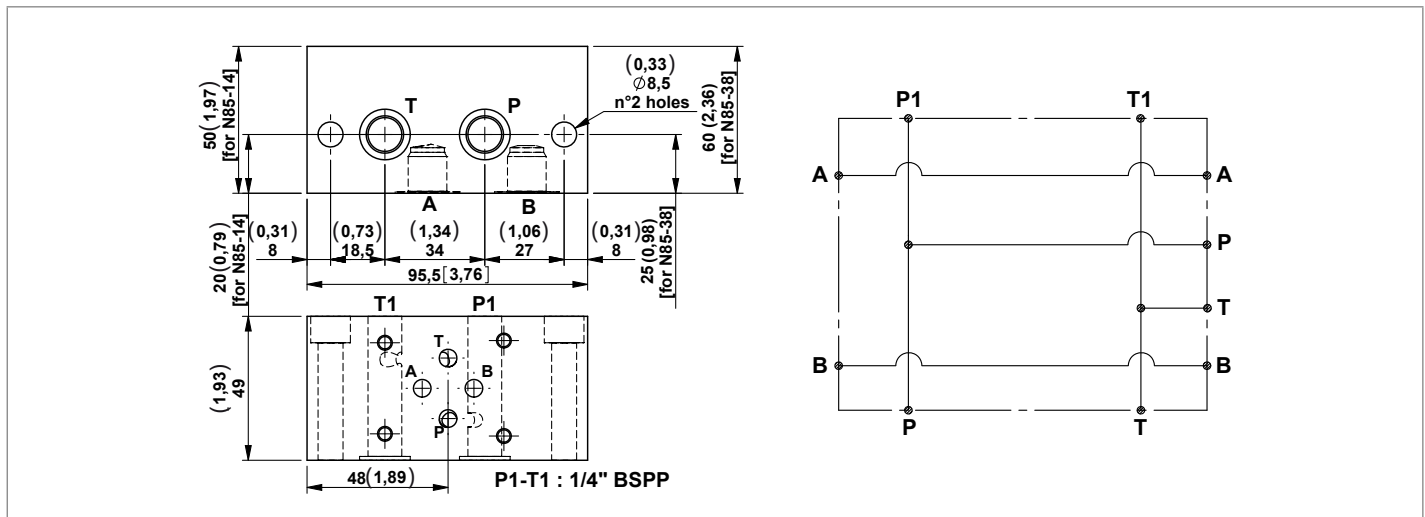 (0,33)
Ø8,5
n°2 holes
T
P
50(1,97)
[for N85-14]
60 (2,36)
[for N85-38]
A
B
(0,31)
8
(0,73)
18,5
(1,34)
34
(1,06)
27
(0,31)
8
20(0,79)
[for N85-14]
25(0,98)
[for N85-38]
95,5[3,76]
T1
P1
T
A
B
P
(1,93)
49
48(1,89)
P1-T1 : 1/4" BSPP
P1
T1
A
A
P
T
B
B
P
T